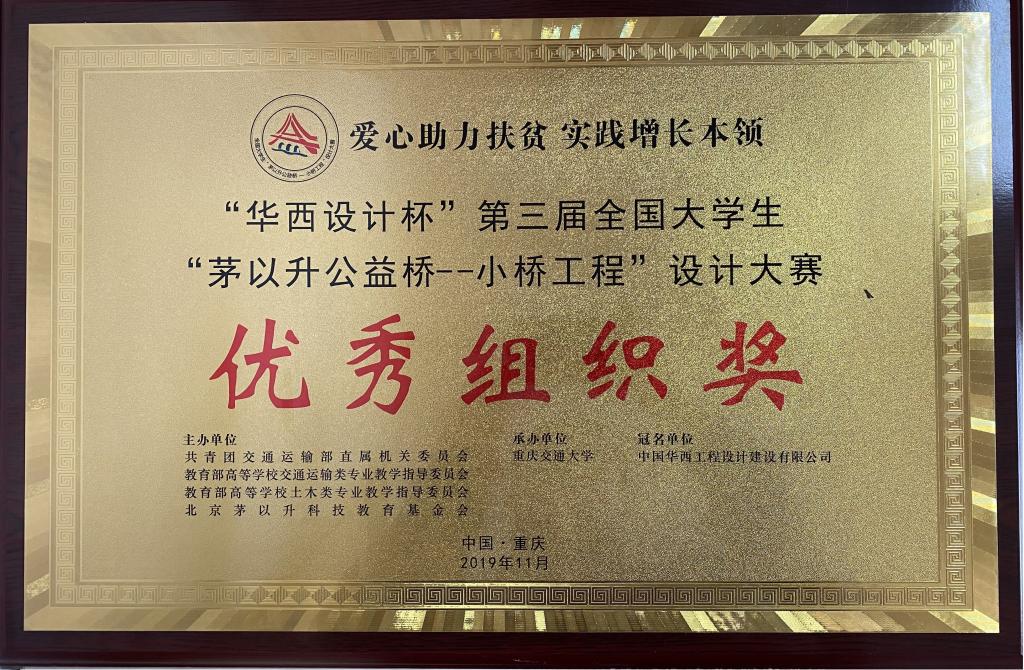 爱心助力扶贫 实践增长本领
“华西设计杯”第三届全国大学生
“茅以升公益桥--小桥工程”设计大赛
优秀组织奖
主办单位
共青团交通运输部直属机关委员会
教育部高等学校交通运输类专业教学指导委员会
教育部高等学校土木类专业教学指导委员会
北京茅以升科技教育基金会
承办单位
重庆交通大学
冠名单位
中国华西工程设计建设有限公司
中国·重庆
2019年11月